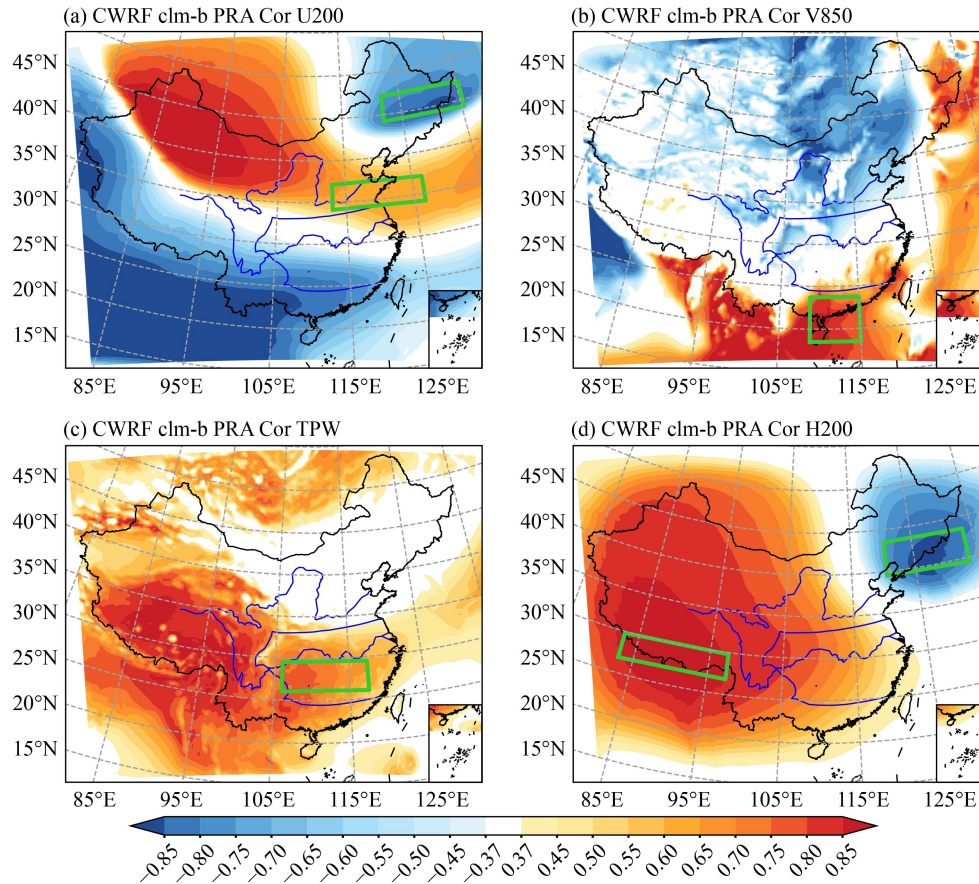 (a) CWRF clm-b PRA Cor U200
(b) CWRF clm-b PRA Cor V850
45°N
40°N
35°N
30°N
25°N
20°N
15°N
85°E 95°E 105°E 115°E 125°E
45°N
40°N
35°N
30°N
25°N
20°N
15°N
85°E 95°E 105°E 115°E 125°E
(c) CWRF clm-b PRA Cor TPW
(d) CWRF clm-b PRA Cor H200
45°N
40°N
35°N
30°N
25°N
20°N
15°N
85°E 95°E 105°E 115°E 125°E
45°N
40°N
35°N
30°N
25°N
20°N
15°N
85°E 95°E 105°E 115°E 125°E
−0.85 −0.80 −0.75 −0.70 −0.65 −0.60 −0.55 −0.50 −0.45 −0.37 0.37 0.45 0.50 0.55 0.60 0.65 0.70 0.75 0.80 0.85